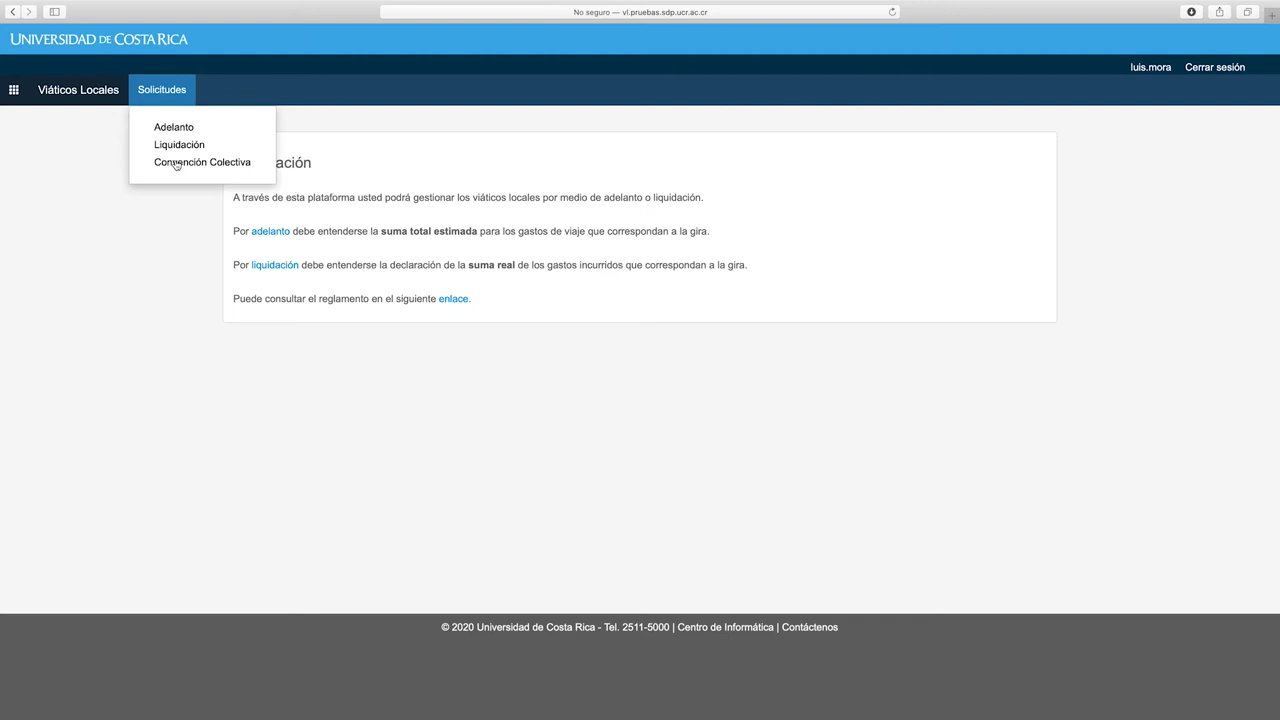 No seguro — vl.pruebas.sdp.ucr.ac.cr
UNIVERSIDAD DE COSTA RICA
luis.mora Cerrar sesión
Viáticos Locales Solicitudes
Adelanto
Liquidación
Convención Colectiva
ación
A través de esta plataforma usted podrá gestionar los viáticos locales por medio de adelanto o liquidación.
Por adelanto debe entenderse la suma total estimada para los gastos de viaje que correspondan a la gira.
Por liquidación debe entenderse la declaración de la suma real de los gastos incurridos que correspondan a la gira.
Puede consultar el reglamento en el siguiente enlace.
© 2020 Universidad de Costa Rica - Tel. 2511-5000 | Centro de Informática | Contáctenos